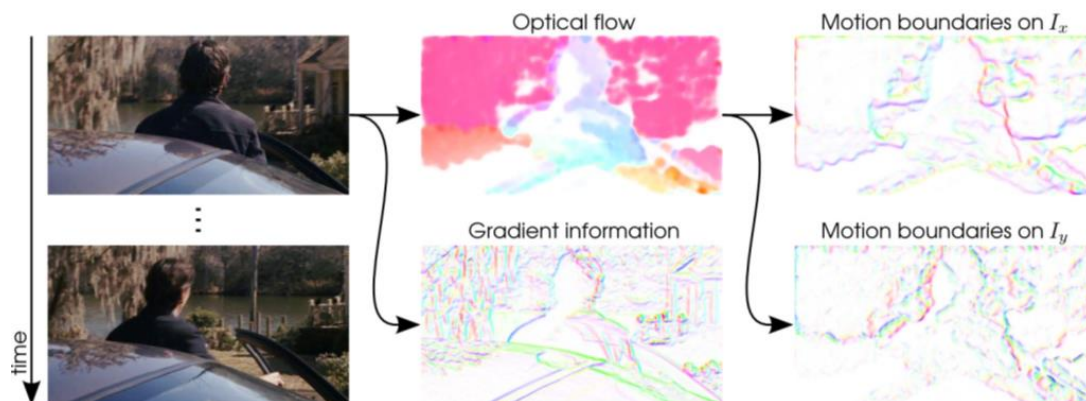 Optical flow
Motion boundaries on Iₓ
Gradient information
Motion boundaries on I_y
time